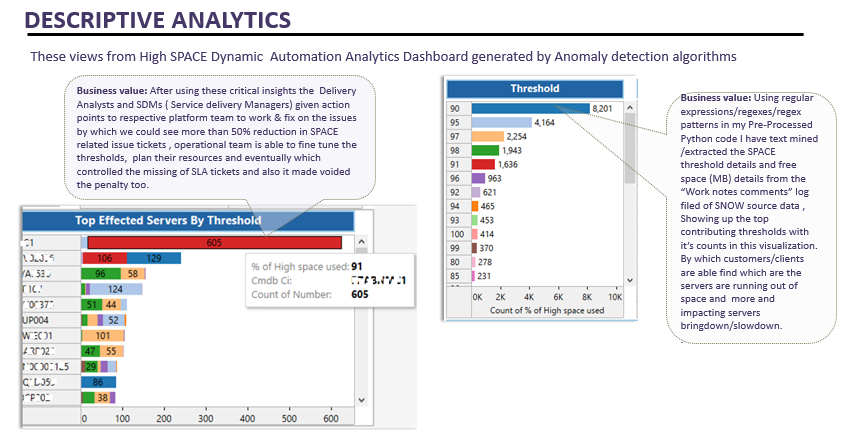 DESCRIPTIVE ANALYTICS
These views from High SPACE Dynamic Automation Analytics Dashboard generated by Anomaly detection algorithms
Business value: After using these critical insights the Delivery
Analysts and SDMs ( Service delivery Managers) given action
points to respective platform team to work & fix on the issues
by which we could see more than 50% reduction in SPACE
related issue tickets , operational team is able to fine tune the
thresholds, plan their resources and eventually which
controlled the missing of SLA tickets and also it made voided
the penalty too.
Top Effected Servers By Threshold
605
106 129
96 58
124
51 44
UP004 52
101
47 55
29
86
38
0 100 200 300 400 500 600
% of High space used: 91
Cmdb Ci:
Count of Number: 605
Threshold
90 8,201
95 4,164
97 2,254
98 1,943
91 1,636
96 963
92 621
94 465
93 453
100 414
99 370
80 278
85 231
0K 2K 4K 6K 8K 10K
Count of % of High space used
Business value: Using regular
expressions/regexes/regex
patterns in my Pre-Processed
Python code I have text mined
/extracted the SPACE
threshold details and free
space (MB) details from the
“Work notes comments” log
filed of SNOW source data ,
Showing up the top
contributing thresholds with
it’s counts in this visualization.
By which customers/clients
are able find which are the
servers are running out of
space and more and
impacting servers
bringdown/slowdown.
.